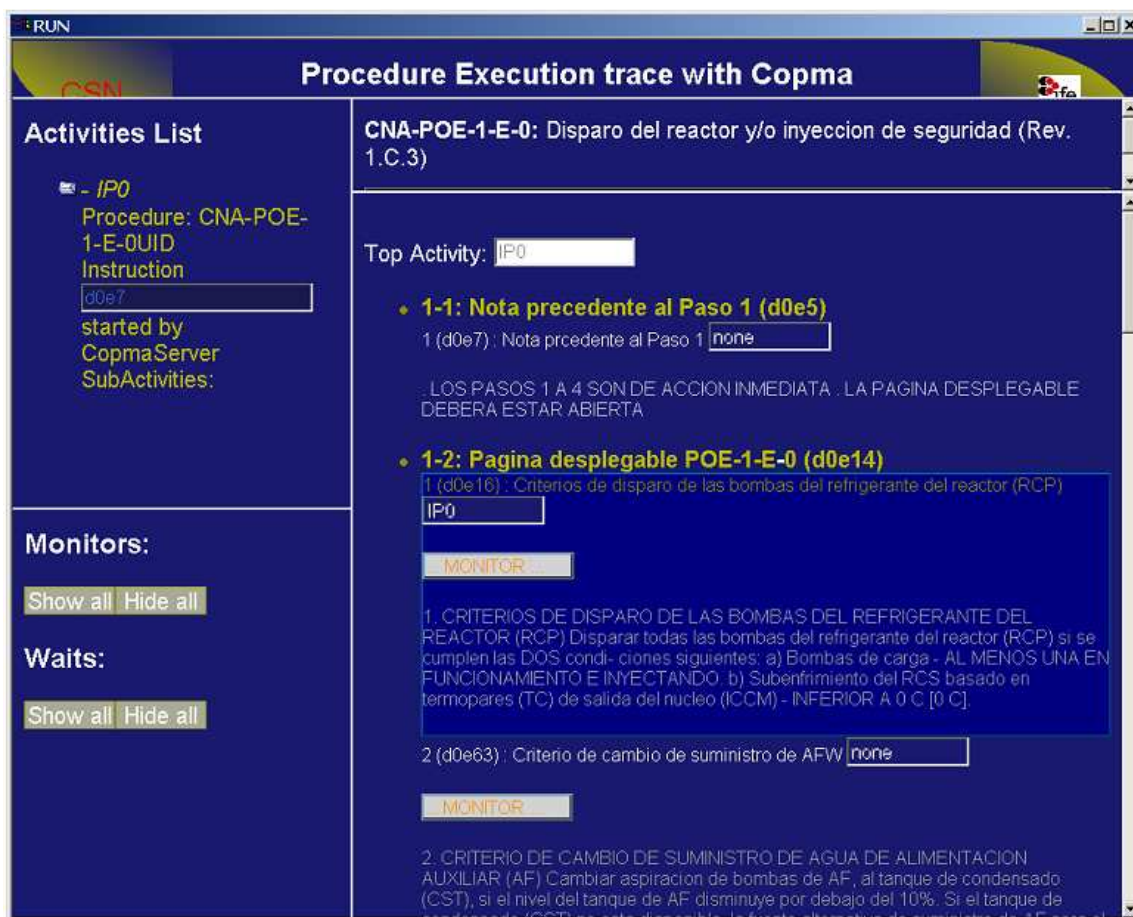 RUN
Procedure Execution trace with Copma
CSN
ife
Activities List
- IP0
Procedure: CNA-POE-
1-E-0UID
Instruction
d0e7
started by
CopmaServer
SubActivities:
Monitors:
Show all Hide all
Waits:
Show all Hide all
CNA-POE-1-E-0: Disparo del reactor y/o inyeccion de seguridad (Rev.
1.C.3)
Top Activity: IP0
1-1: Nota precedente al Paso 1 (d0e5)
1 (d0e7) : Nota prcedente al Paso 1 none
. LOS PASOS 1 A 4 SON DE ACCION INMEDIATA . LA PAGINA DESPLEGABLE
DEBERA ESTAR ABIERTA
1-2: Pagina desplegable POE-1-E-0 (d0e14)
1 (d0e16) : Criterios de disparo de las bombas del refrigerante del reactor (RCP)
IP0
... MONITOR ...
1. CRITERIOS DE DISPARO DE LAS BOMBAS DEL REFRIGERANTE DEL
REACTOR (RCP) Disparar todas las bombas del refrigerante del reactor (RCP) si se
cumplen las DOS condi- ciones siguientes: a) Bombas de carga - AL MENOS UNA EN
FUNCIONAMIENTO E INYECTANDO. b) Subenfrimiento del RCS basado en
termopares (TC) de salida del nucleo (ICCM) - INFERIOR A 0 C [0 C].
2 (d0e63) : Criterio de cambio de suministro de AFW none
... MONITOR ...
2. CRITERIO DE CAMBIO DE SUMINISTRO DE AGUA DE ALIMENTACION
AUXILIAR (AF) Cambiar aspiracion de bombas de AF, al tanque de condensado
(CST), si el nivel del tanque de AF disminuye por debajo del 10%. Si el tanque de